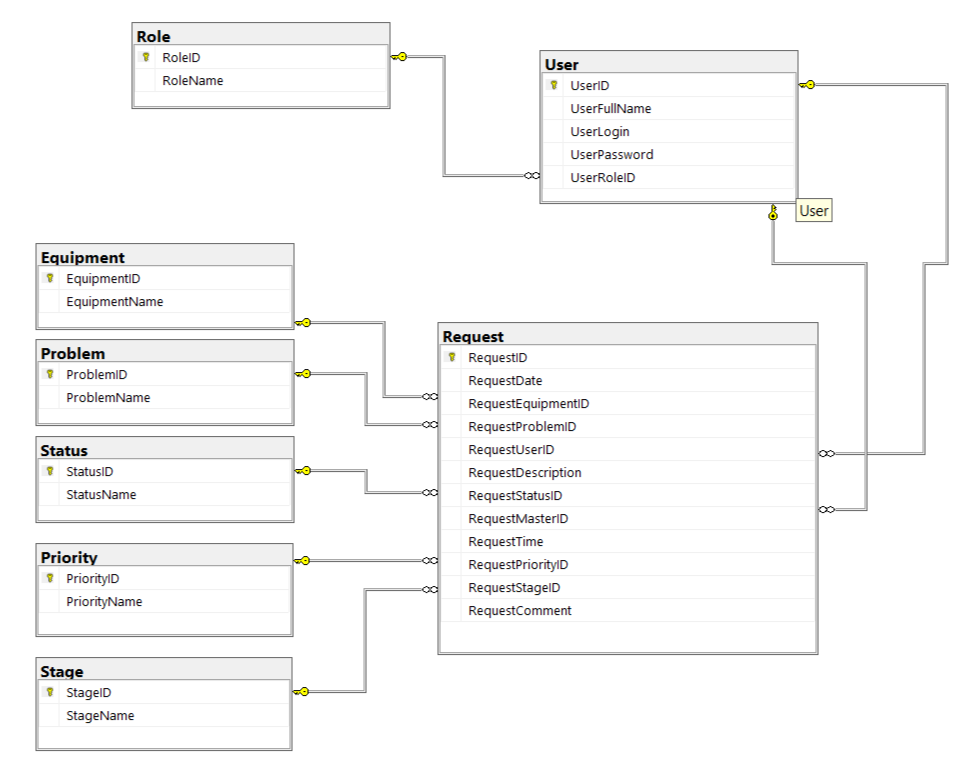 Role
RoleID
RoleName
User
UserID
UserFullName
UserLogin
UserPassword
UserRoleID
User
Equipment
EquipmentID
EquipmentName
Problem
ProblemID
ProblemName
Status
StatusID
StatusName
Priority
PriorityID
PriorityName
Stage
StageID
StageName
Request
RequestID
RequestDate
RequestEquipmentID
RequestProblemID
RequestUserID
RequestDescription
RequestStatusID
RequestMasterID
RequestTime
RequestPriorityID
RequestStageID
RequestComment